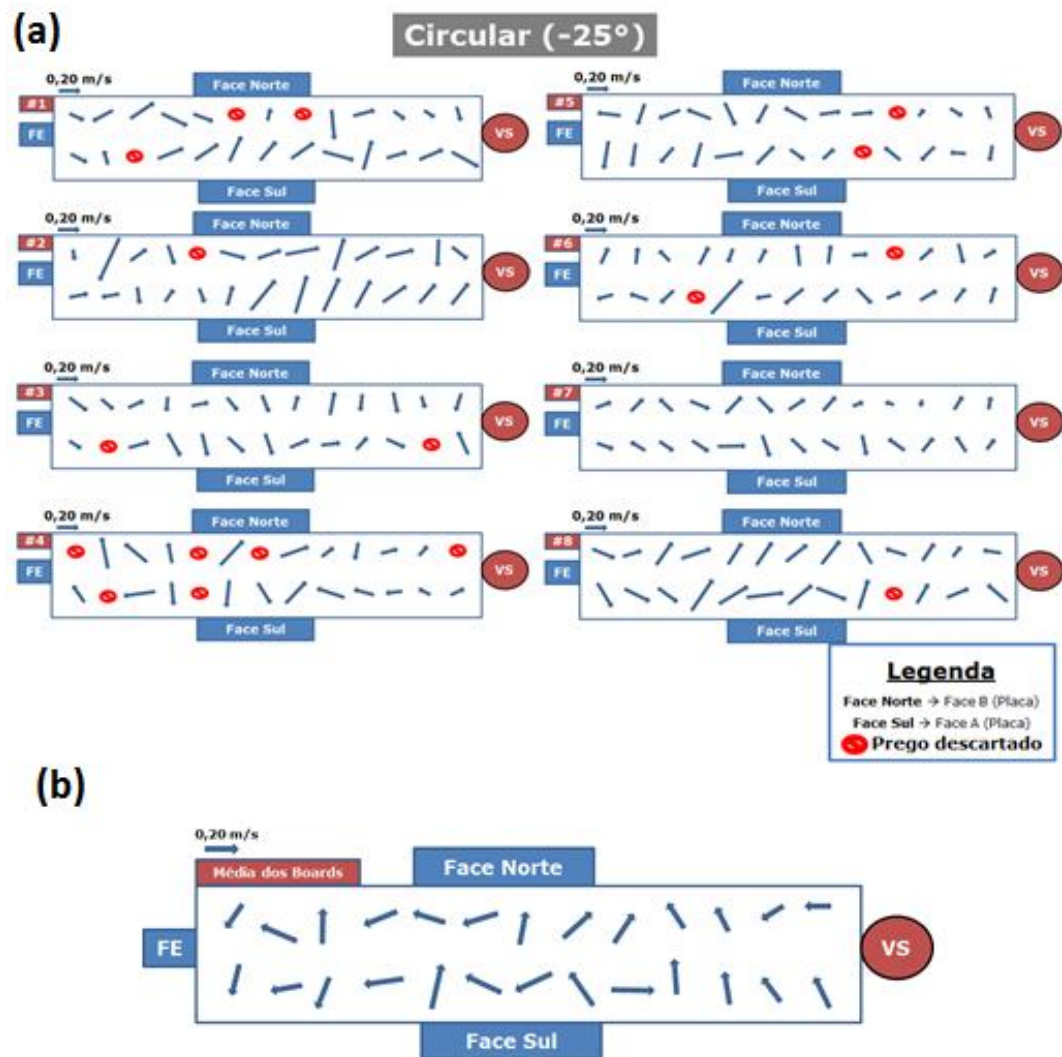 (a)
Circular (-25°)
0,20 m/s
Face Norte
#1
FE
VS
Face Sul
0,20 m/s
Face Norte
#5
FE
VS
Face Sul
0,20 m/s
Face Norte
#2
FE
VS
Face Sul
0,20 m/s
Face Norte
#6
FE
VS
Face Sul
0,20 m/s
Face Norte
#3
FE
VS
Face Sul
0,20 m/s
Face Norte
#7
FE
VS
Face Sul
0,20 m/s
Face Norte
#4
FE
VS
Face Sul
0,20 m/s
Face Norte
#8
FE
VS
Face Sul
Legenda
Face Norte → Face B (Placa)
Face Sul → Face A (Placa)
Prego descartado
(b)
0,20 m/s
Média dos Boards
Face Norte
FE
VS
Face Sul